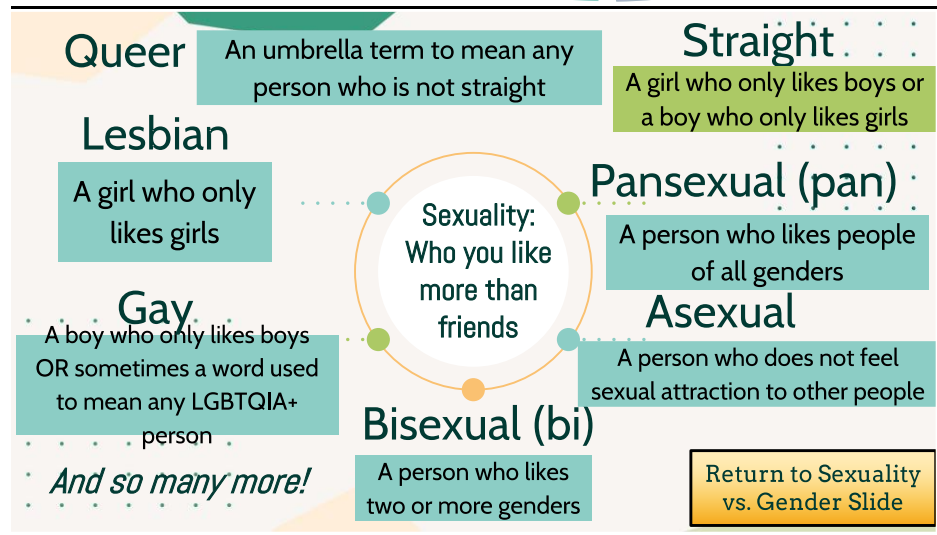 Queer
An umbrella term to mean any
person who is not straight
Straight
A girl who only likes boys or
a boy who only likes girls
Lesbian
A girl who only
likes girls
Sexuality:
Who you like
more than
friends
Pansexual (pan)
A person who likes people
of all genders
Gay
A boy who only likes boys
OR sometimes a word used
to mean any LGBTQIA+
person
Asexual
A person who does not feel
sexual attraction to other people
Bisexual (bi)
A person who likes
two or more genders
And so many more!
Return to Sexuality
vs. Gender Slide